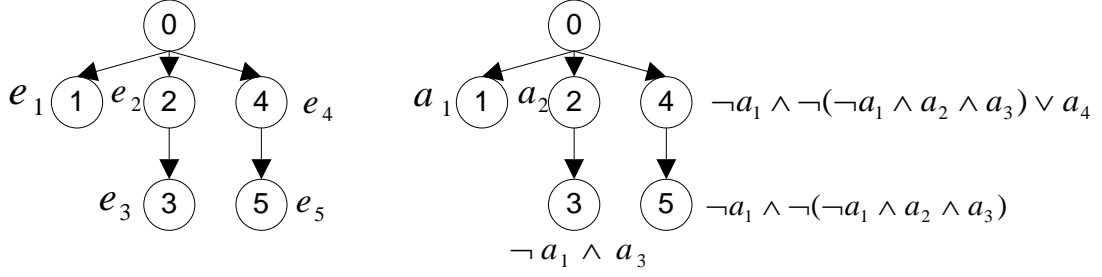 0 0
e₁ 1 e₂ 2 4 e₄ a₁ 1 a₂ 2 4 ¬a₁ ∧ ¬(¬a₁ ∧ a₂ ∧ a₃) ∨ a₄
e₃ 3 5 e₅ 3 5 ¬a₁ ∧ ¬(¬a₁ ∧ a₂ ∧ a₃)
¬ a₁ ∧ a₃